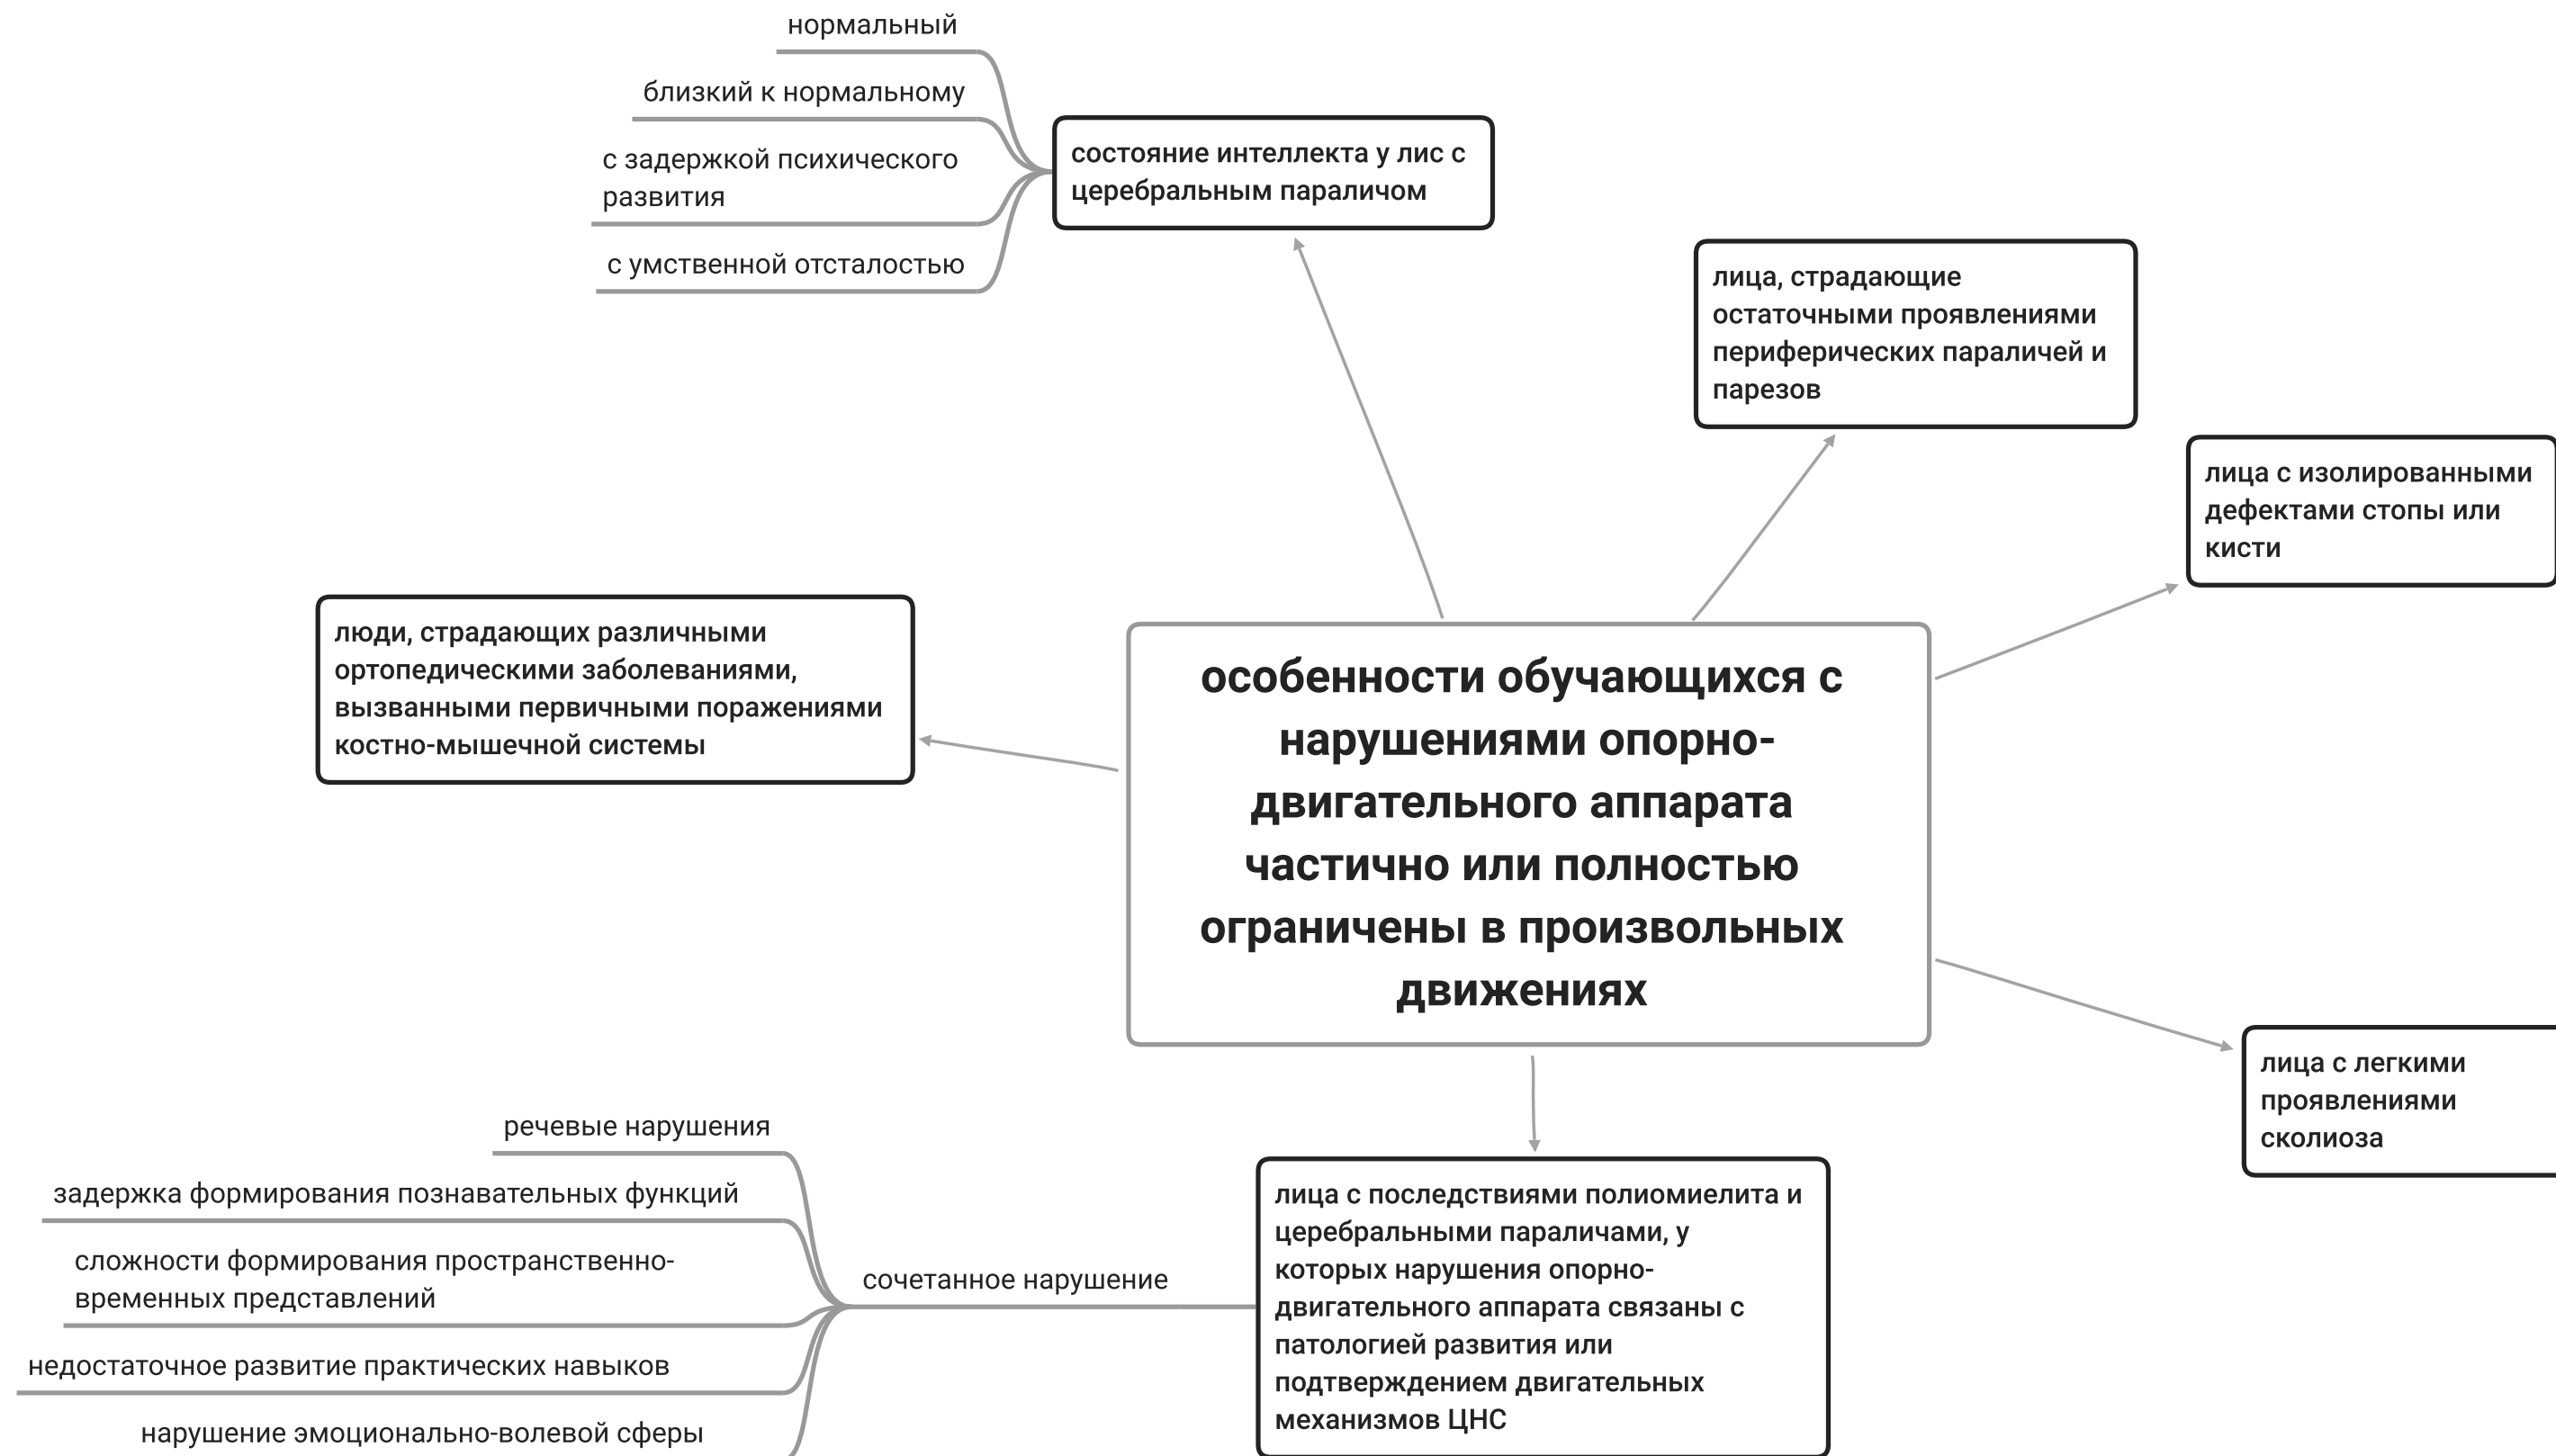 нормальный
близкий к нормальному
с задержкой психического
развития
с умственной отсталостью
состояние интеллекта у лис с
церебральным параличом
лица, страдающие
остаточными проявлениями
периферических параличей и
парезов
лица с изолированными
дефектами стопы или
кисти
люди, страдающих различными
ортопедическими заболеваниями,
вызванными первичными поражениями
костно-мышечной системы
особенности обучающихся с
нарушениями опорно-
двигательного аппарата
частично или полностью
ограничены в произвольных
движениях
лица с легкими
проявлениями
сколиоза
речевые нарушения
задержка формирования познавательных функций
сложности формирования пространственно-
временных представлений
недостаточное развитие практических навыков
нарушение эмоционально-волевой сферы
сочетанное нарушение
лица с последствиями полиомиелита и
церебральными параличами, у
которых нарушения опорно-
двигательного аппарата связаны с
патологией развития или
подтверждением двигательных
механизмов ЦНС